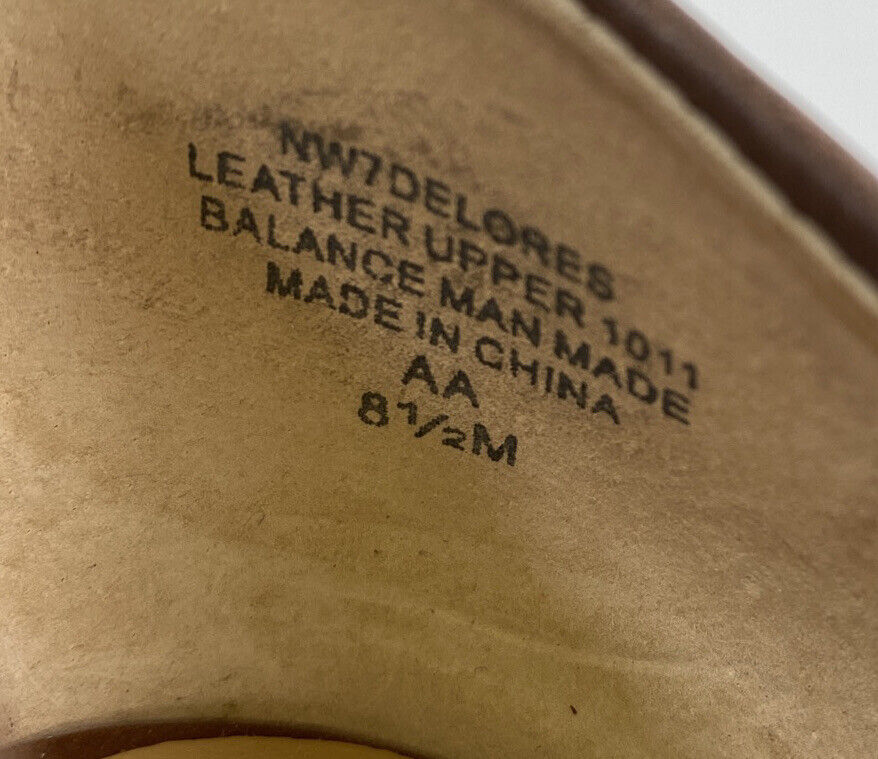 NW7DELORES
LEATHER UPPER 1011
BALANCE MAN MADE
MADE IN CHINA
AA
8½M